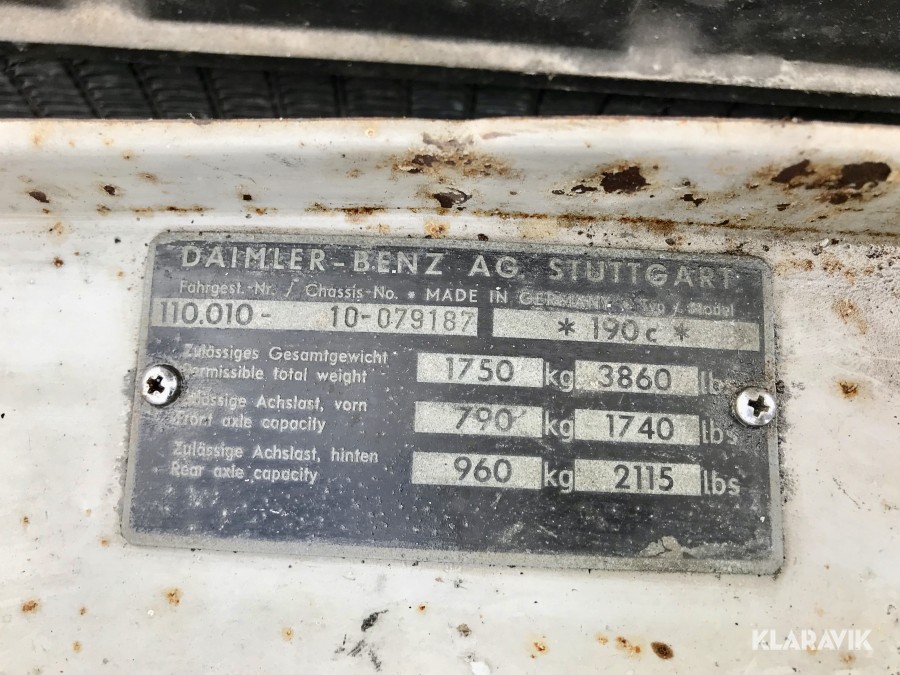 DAIMLER-BENZ AG. STUTTGART
Fahrgest.-Nr. / Chassis-No. • MADE IN GERMANY • Typ / Model
110.010- 10-079187 * 190 c *
Zulässiges Gesamtgewicht
Permissible total weight 1750 kg 3860 lbs
Zulässige Achslast, vorn
Front axle capacity 790 kg 1740 lbs
Zulässige Achslast, hinten
Rear axle capacity 960 kg 2115 lbs
KLARAVIK